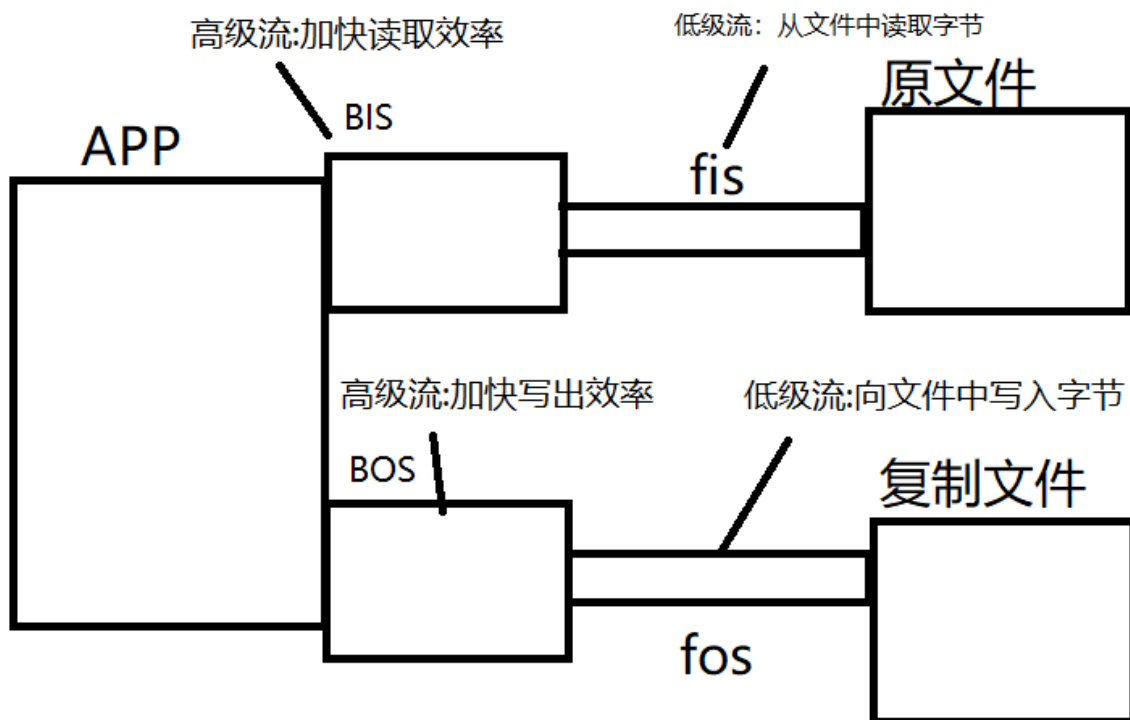 高级流:加快读取效率
低级流：从文件中读取字节
原文件
BIS
APP
fis
高级流:加快写出效率
低级流:向文件中写入字节
BOS
复制文件
fos